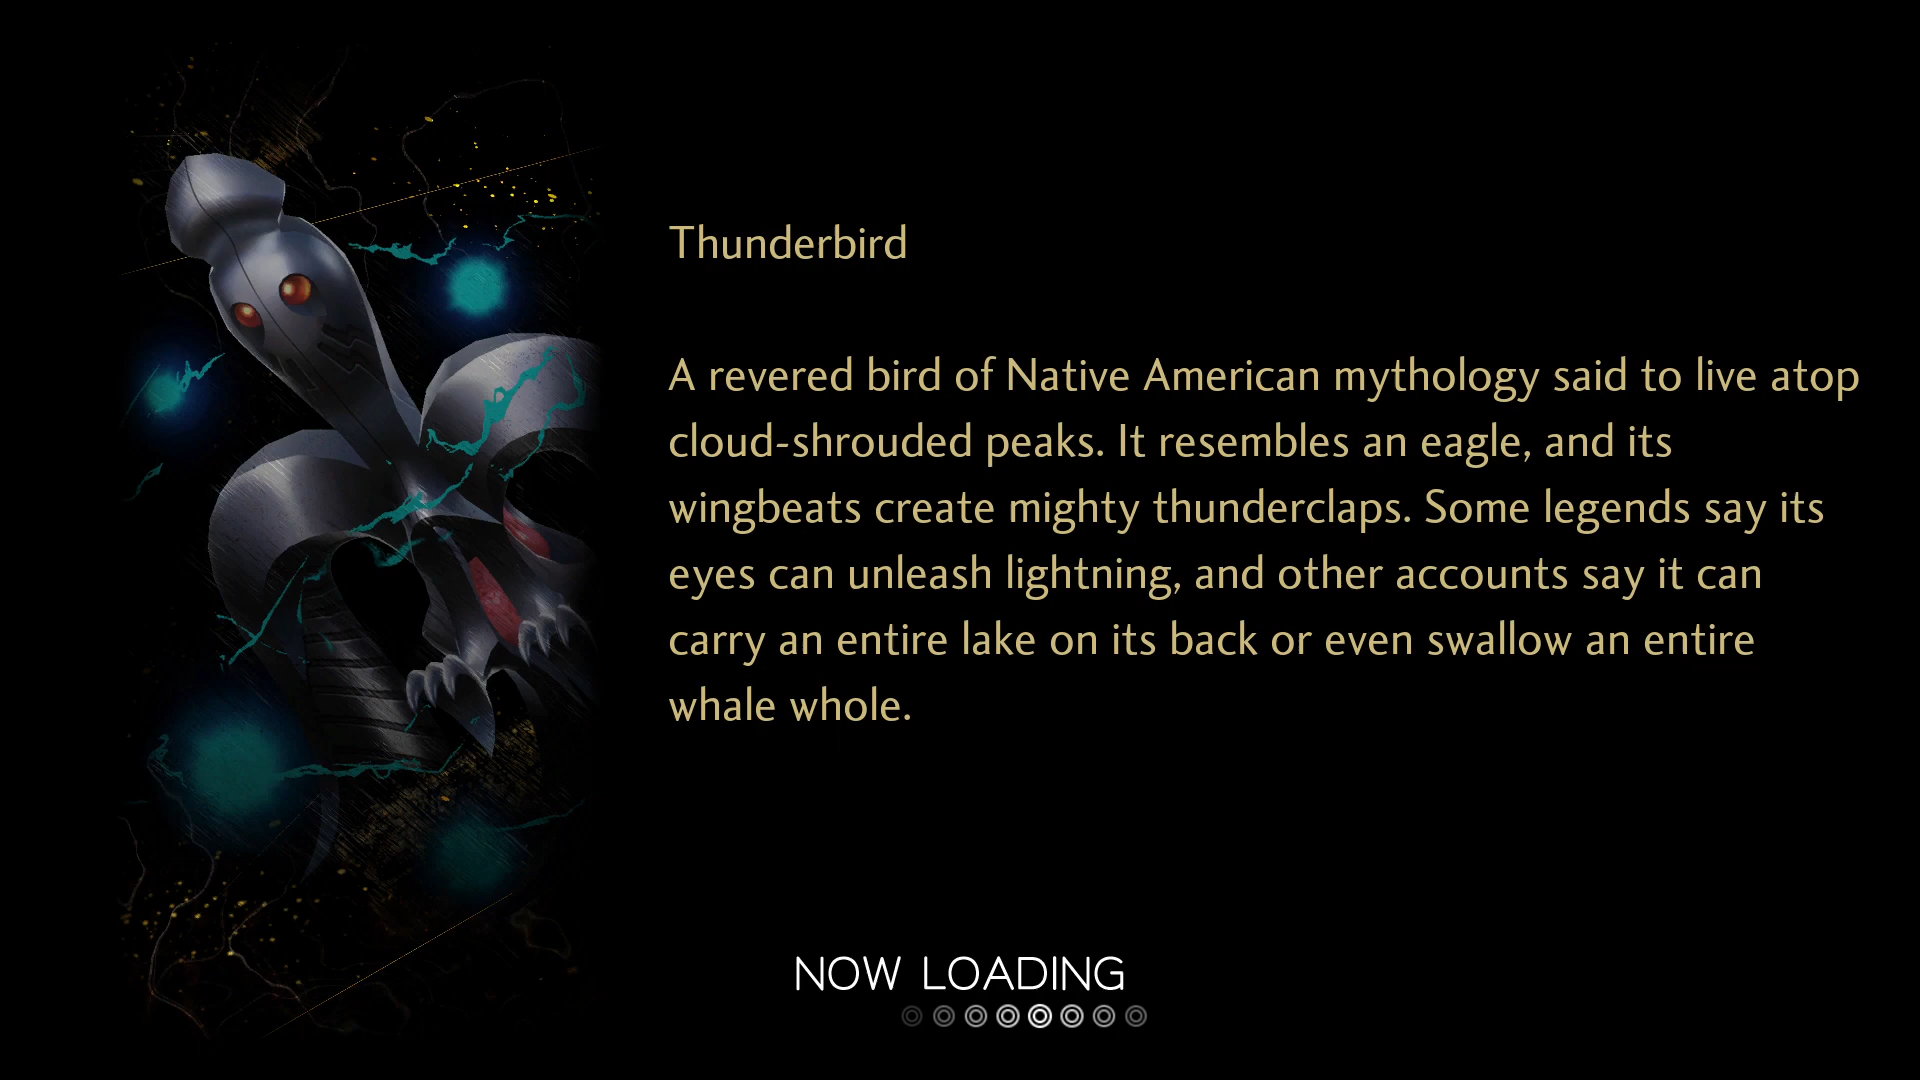 Thunderbird
A revered bird of Native American mythology said to live atop
cloud-shrouded peaks. It resembles an eagle, and its
wingbeats create mighty thunderclaps. Some legends say its
eyes can unleash lightning, and other accounts say it can
carry an entire lake on its back or even swallow an entire
whale whole.
NOW LOADING